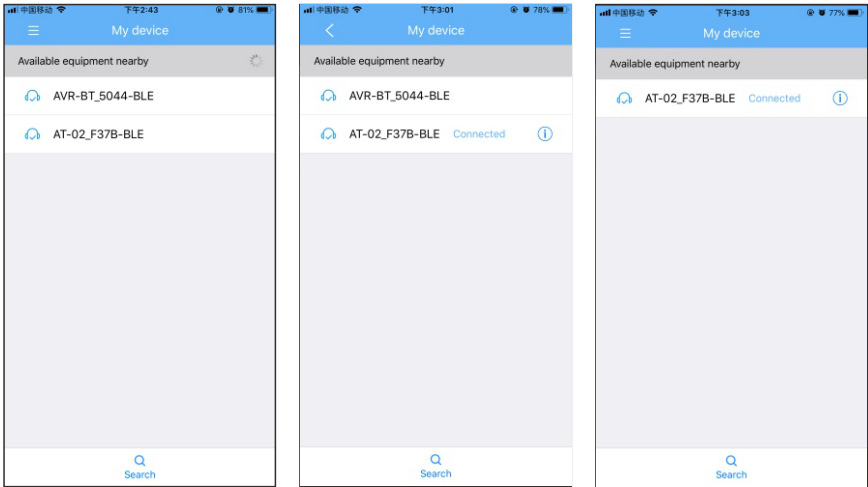 中国移动 下午2:43 81%
My device
Available equipment nearby
AVR-BT_5044-BLE
AT-02_F37B-BLE
Search
中国移动 下午3:01 78%
My device
Available equipment nearby
AVR-BT_5044-BLE
AT-02_F37B-BLE Connected
Search
中国移动 下午3:03 77%
My device
Available equipment nearby
AT-02_F37B-BLE Connected
Search